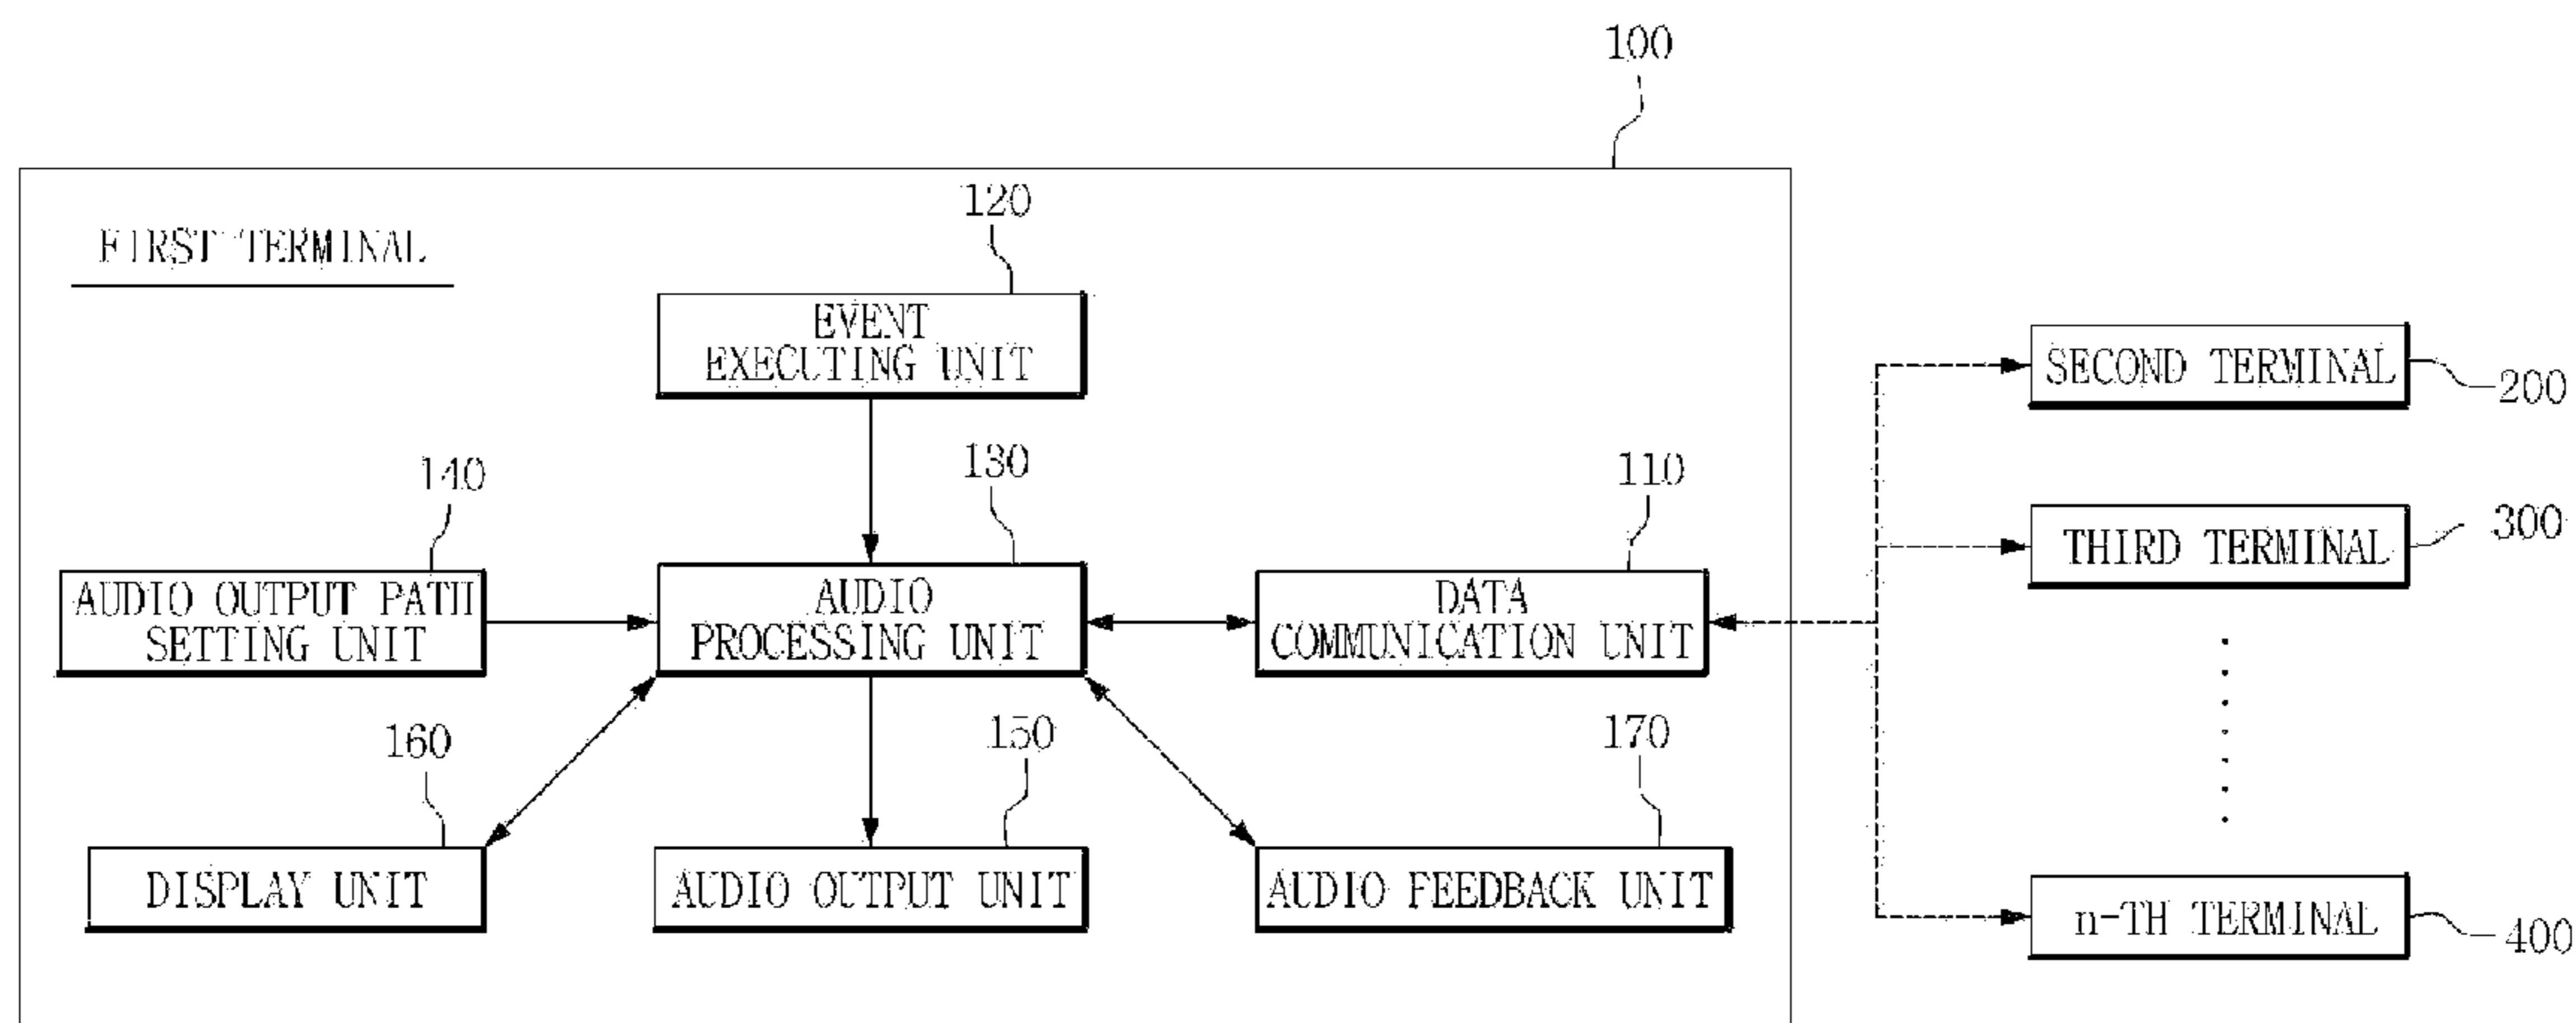 100
120
FIRST TERMINAL
EVENT
EXECUTING UNIT
SECOND TERMINAL
200
140
130
110
THIRD TERMINAL
300
AUDIO OUTPUT PATH
SETTING UNIT
AUDIO
PROCESSING UNIT
DATA
COMMUNICATION UNIT
160
150
170
DISPLAY UNIT
AUDIO OUTPUT UNIT
AUDIO FEEDBACK UNIT
n-TH TERMINAL
400